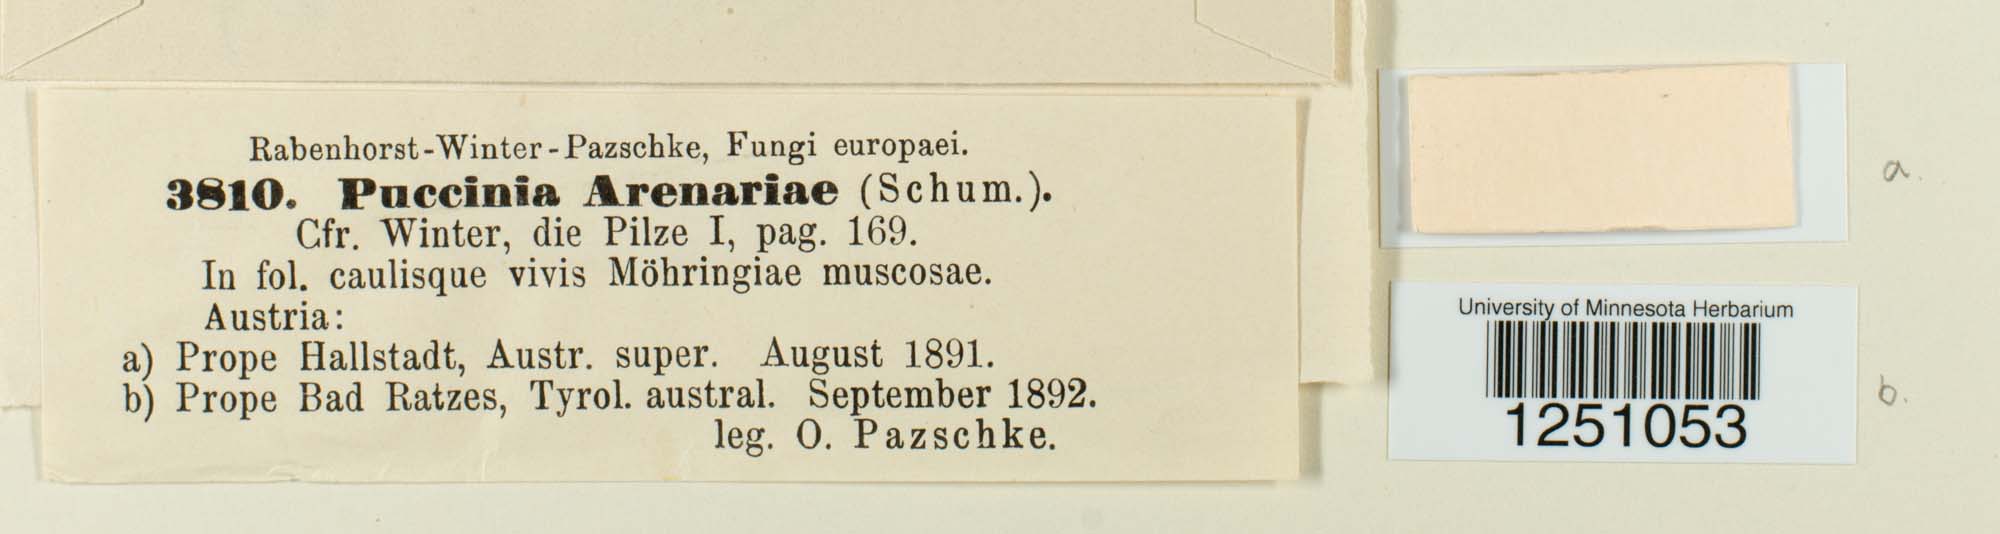 Rabenhorst-Winter-Pazschke, Fungi europaei.
3810. Puccinia Arenariae (Schum.).
Cfr. Winter, die Pilze I, pag. 169.
In fol. caulisque vivis Möhringiae muscosae.
Austria:
a) Prope Hallstadt, Austr. super. August 1891.
b) Prope Bad Ratzes, Tyrol. austral. September 1892.
leg. O. Pazschke.
a.
University of Minnesota Herbarium
1251053
b.